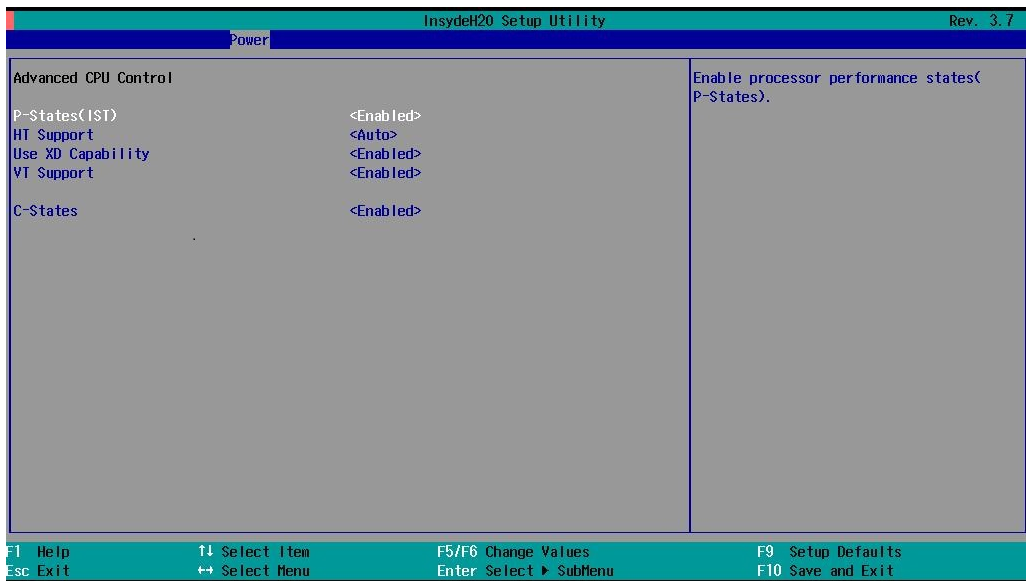 InsydeH20 Setup Utility Rev. 3.7
Power
Advanced CPU Control
P-States(IST) <Enabled>
HT Support <Auto>
Use XD Capability <Enabled>
VT Support <Enabled>
C-States <Enabled>
Enable processor performance states(
P-States).
F1 Help ↑↓ Select Item F5/F6 Change Values F9 Setup Defaults
Esc Exit ↔ Select Menu Enter Select ▶ SubMenu F10 Save and Exit